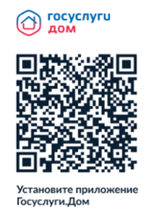 госуслуги
дом
Установите приложение
Госуслуги.Дом